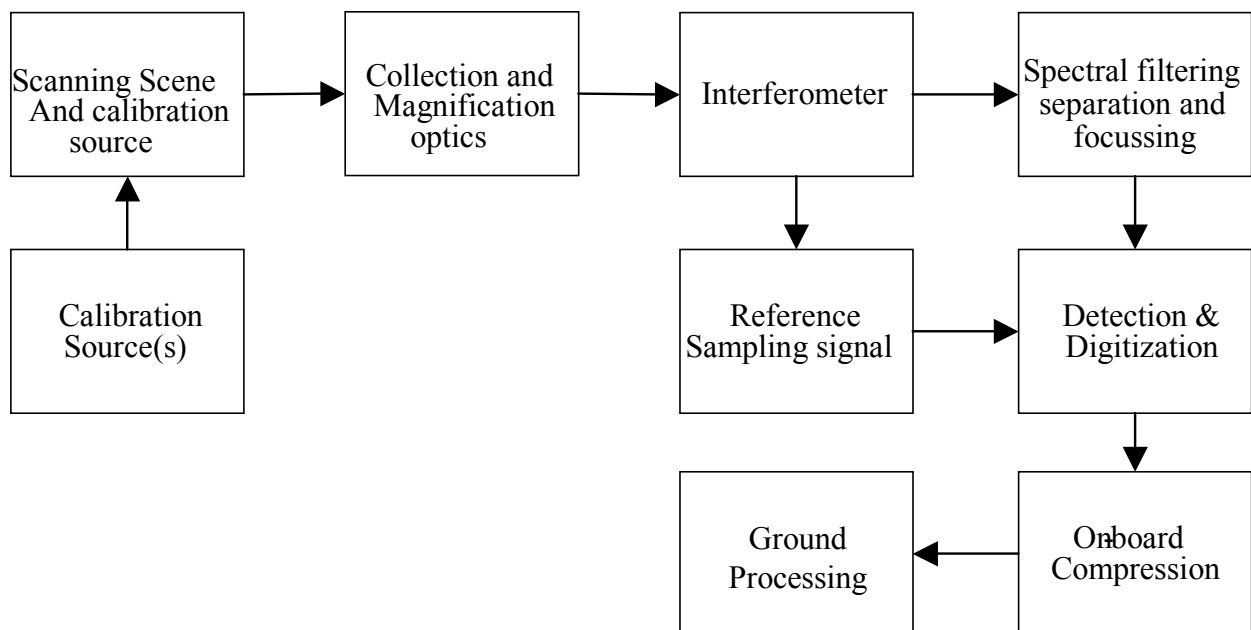 Scanning Scene
And calibration
source
Collection and
Magnification
optics
Interferometer
Spectral filtering
separation and
focussing
Calibration
Source(s)
Reference
Sampling signal
Detection &
Digitization
Ground
Processing
On-board
Compression